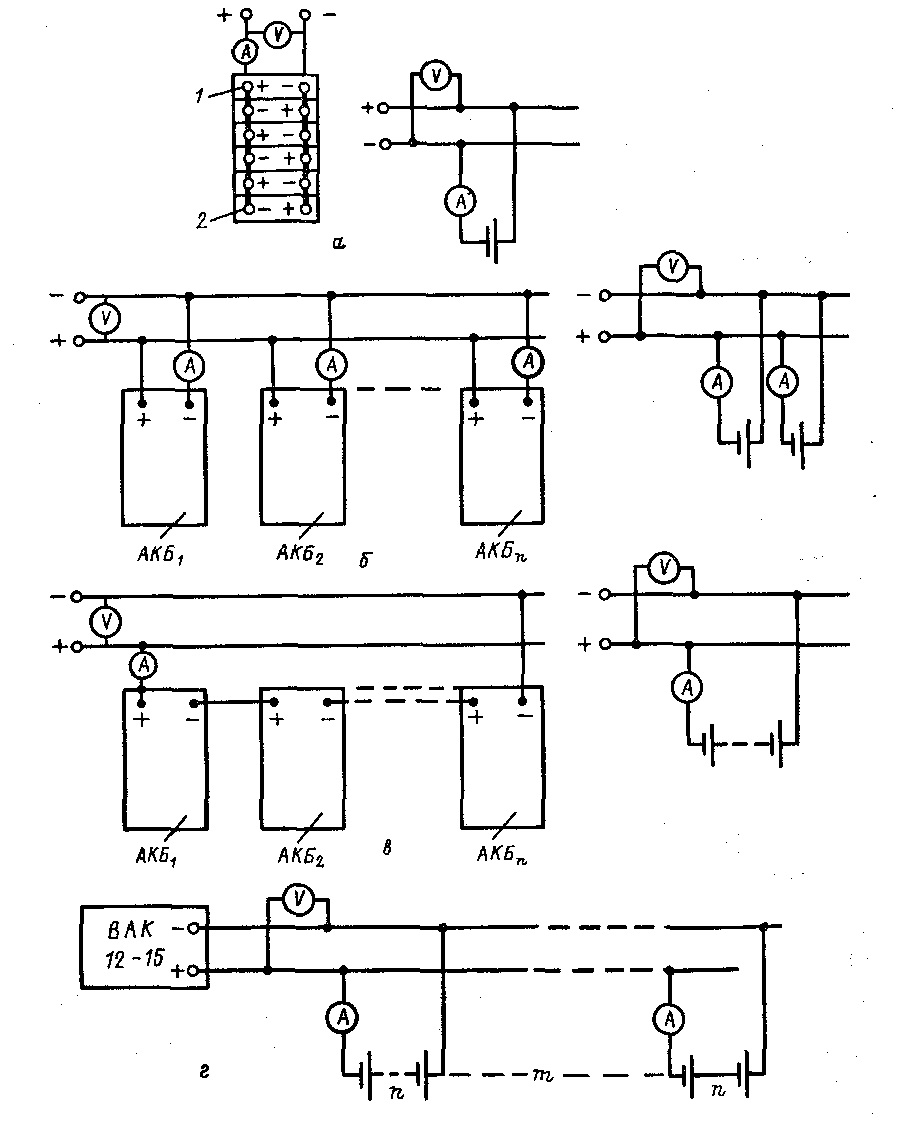 + −
V
A
1 + −
− +
+ −
− +
+ −
2 − +
а
V
+
−
A
−
V
+
A A A
+ − + − + −
АКБ₁ АКБ₂ АКБₙ
б
V
−
+
A A
−
V
+
A
+ − + − + −
АКБ₁ АКБ₂ АКБₙ
в
V
−
+
A
ВАК −
12-15
+
V
A A
n m n
г